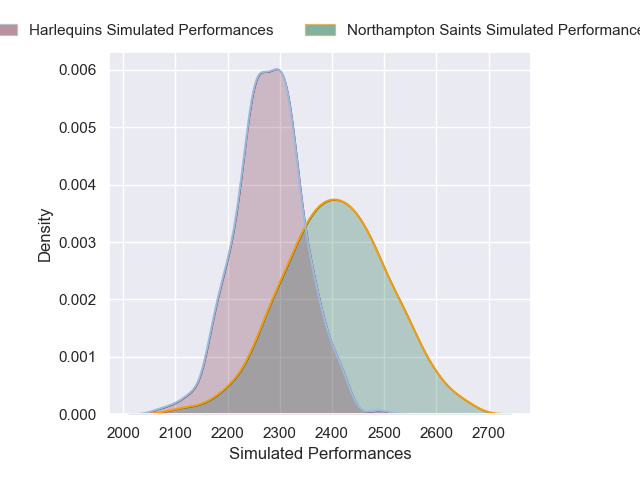 Harlequins Simulated Performances Northampton Saints Simulated Performance
0.006
0.005
0.004
0.003
0.002
0.001
0.000
Density
2000 2100 2200 2300 2400 2500 2600 2700
Simulated Performances